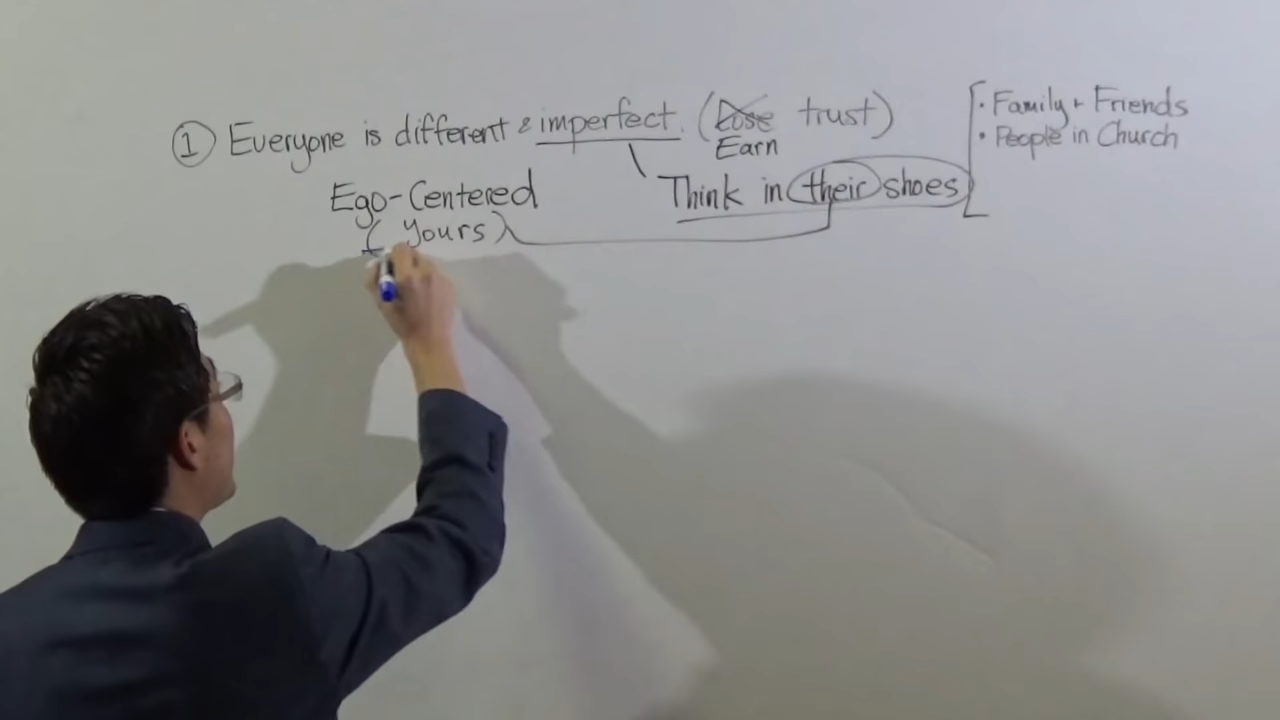 ① Everyone is different & imperfect. (Lose trust)
Earn
Ego-Centered
(yours)
Think in their shoes
· Family + Friends
· People in Church